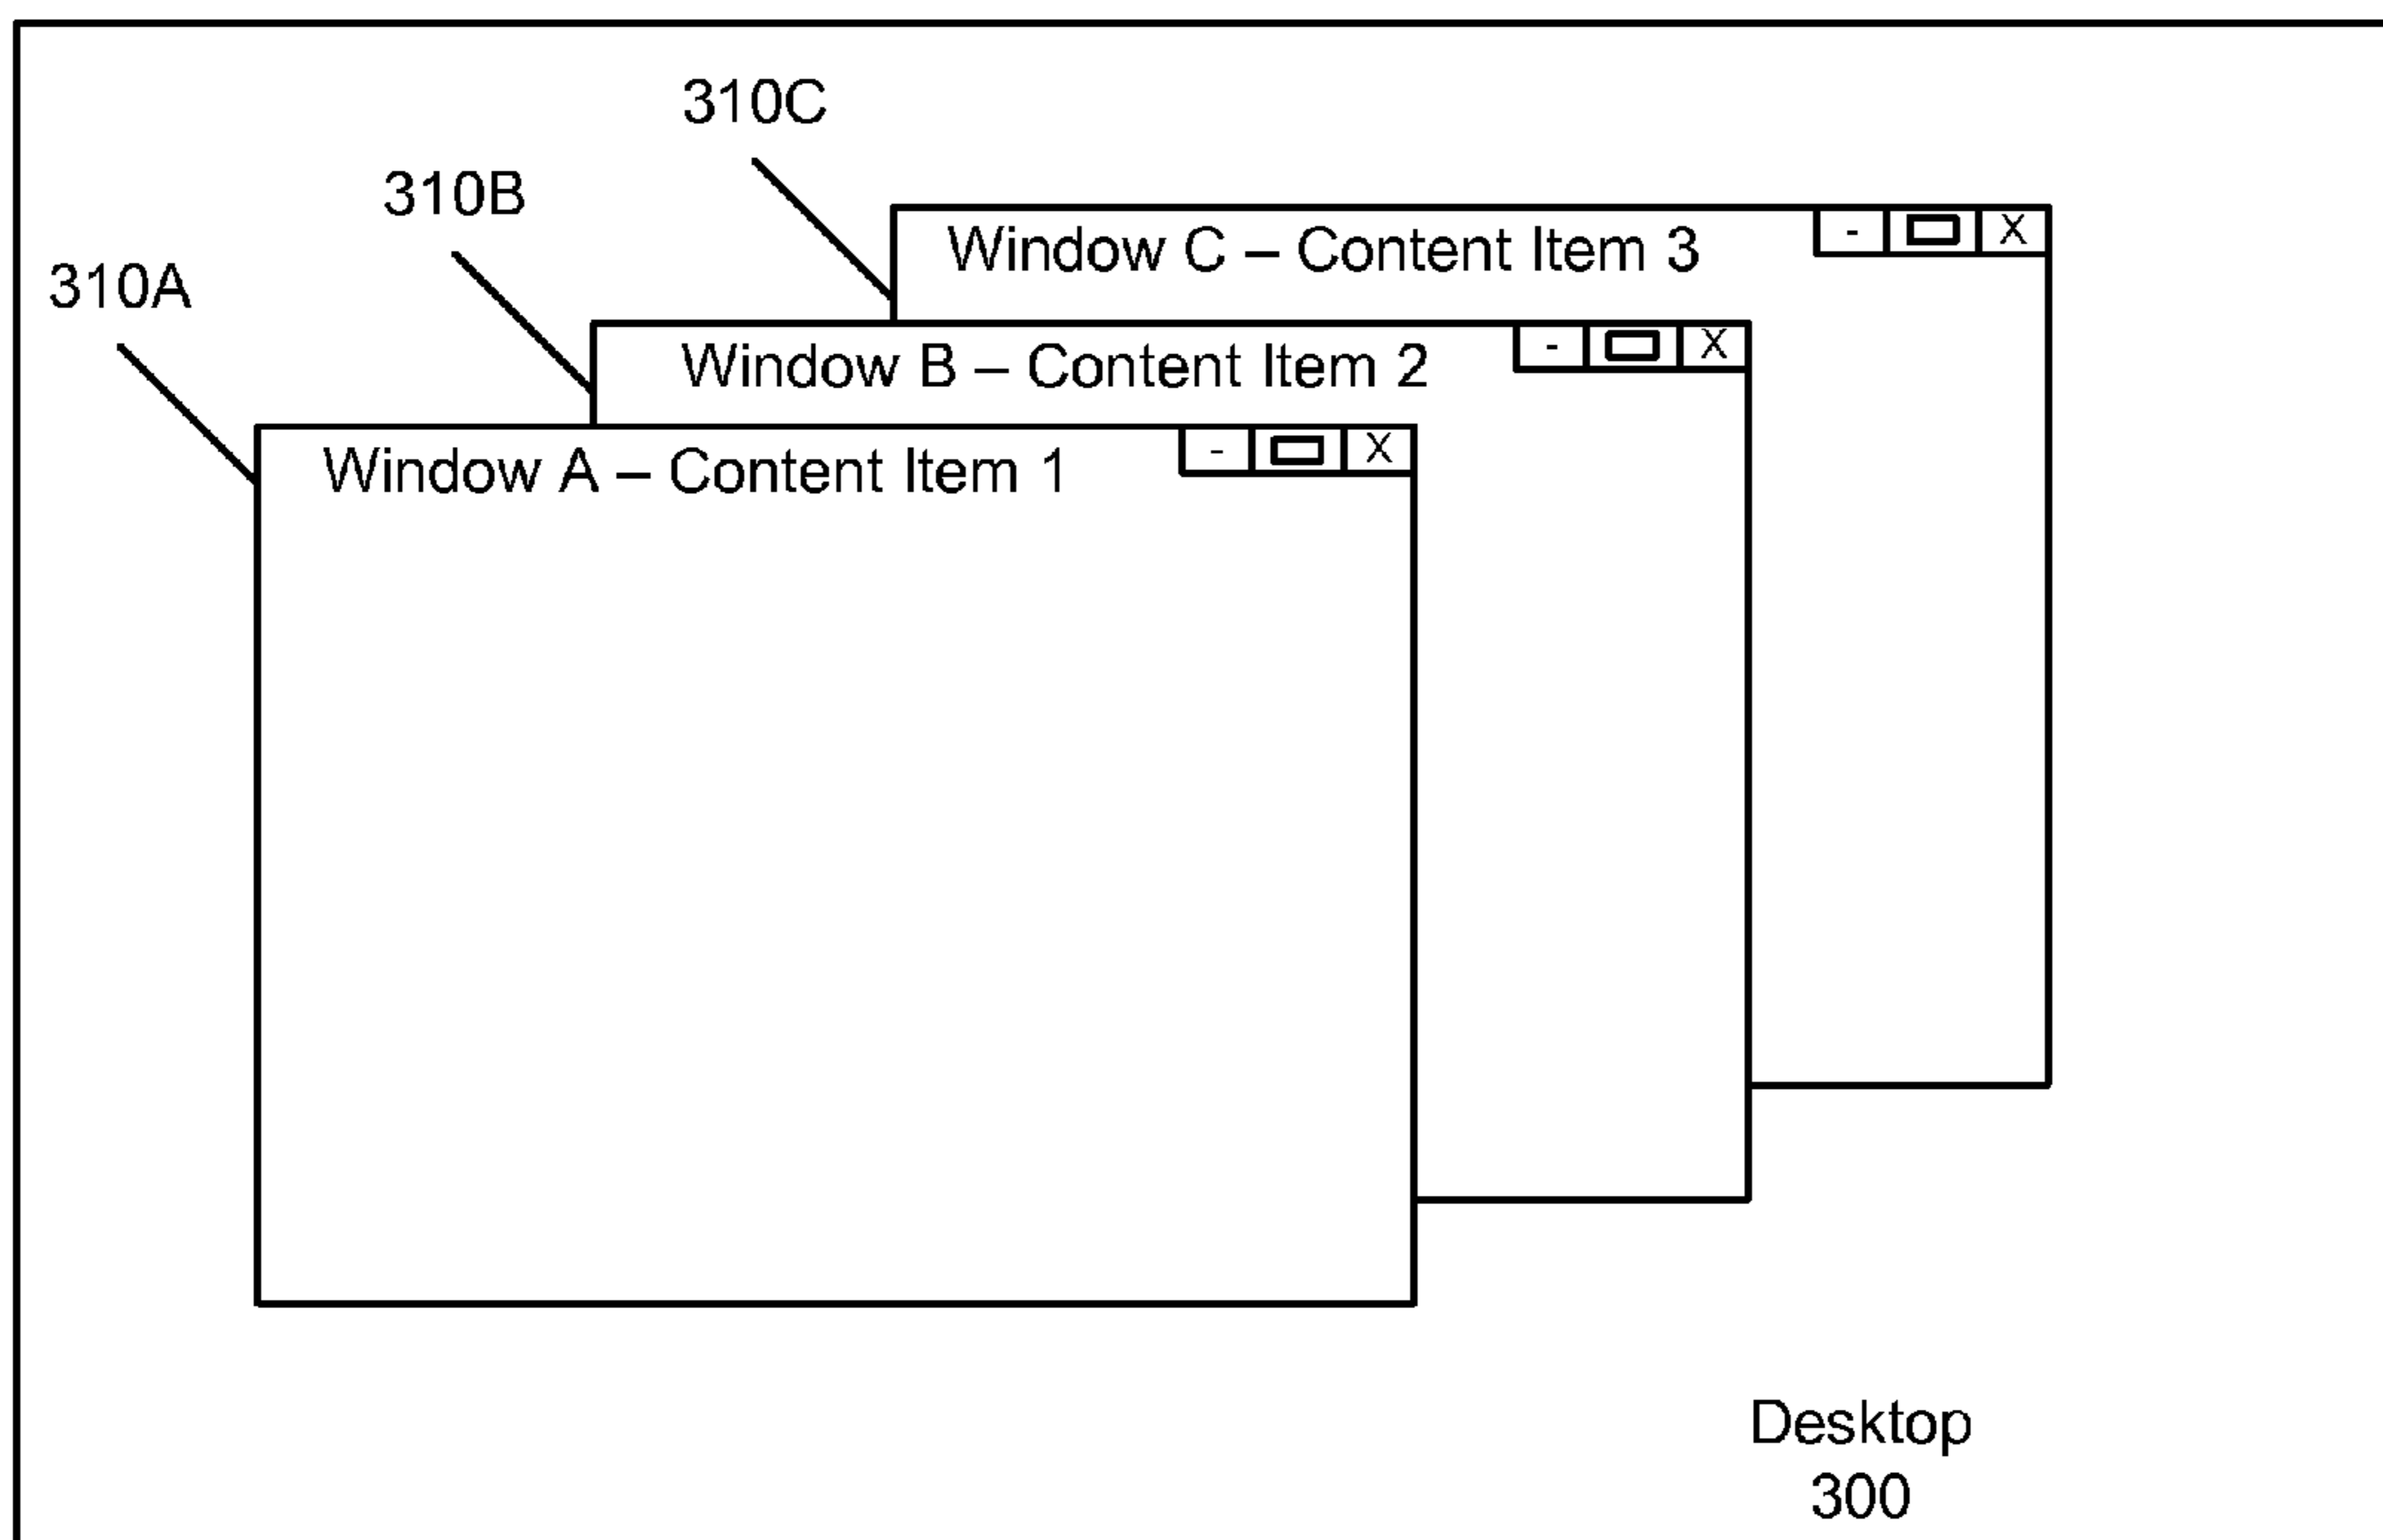 310C
310B
310A
Window C – Content Item 3
- X
Window B – Content Item 2
- X
Window A – Content Item 1
- X
Desktop
300